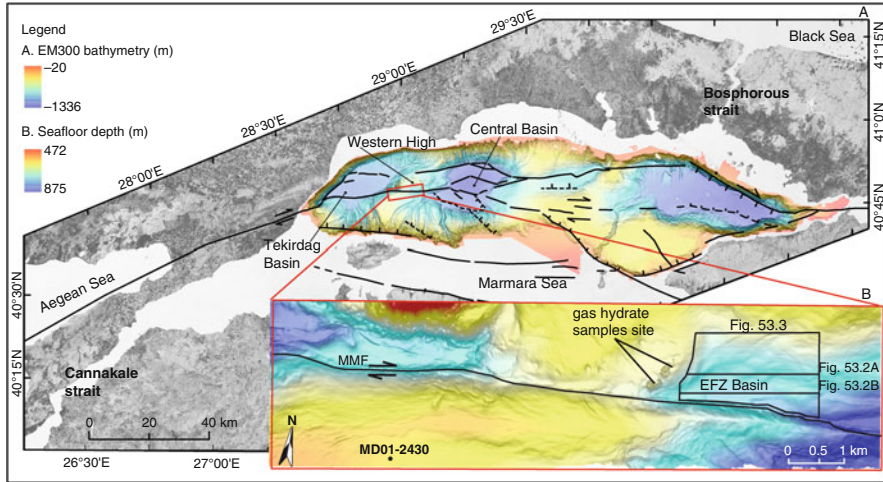 A
Legend
A. EM300 bathymetry (m)
–20
–1336
B. Seafloor depth (m)
472
875
29°30'E
29°00'E
28°30'E
28°00'E
Black Sea
41°15'N
41°0'N
40°45'N
Bosphorous
strait
Western High
Central Basin
Tekirdag
Basin
Marmara Sea
Aegean Sea
40°30'N
40°15'N
Cannakale
strait
0 20 40 km
26°30'E
27°00'E
B
gas hydrate
samples site
Fig. 53.3
MMF
Fig. 53.2A
EFZ Basin
Fig. 53.2B
N
MD01-2430
0 0.5 1 km